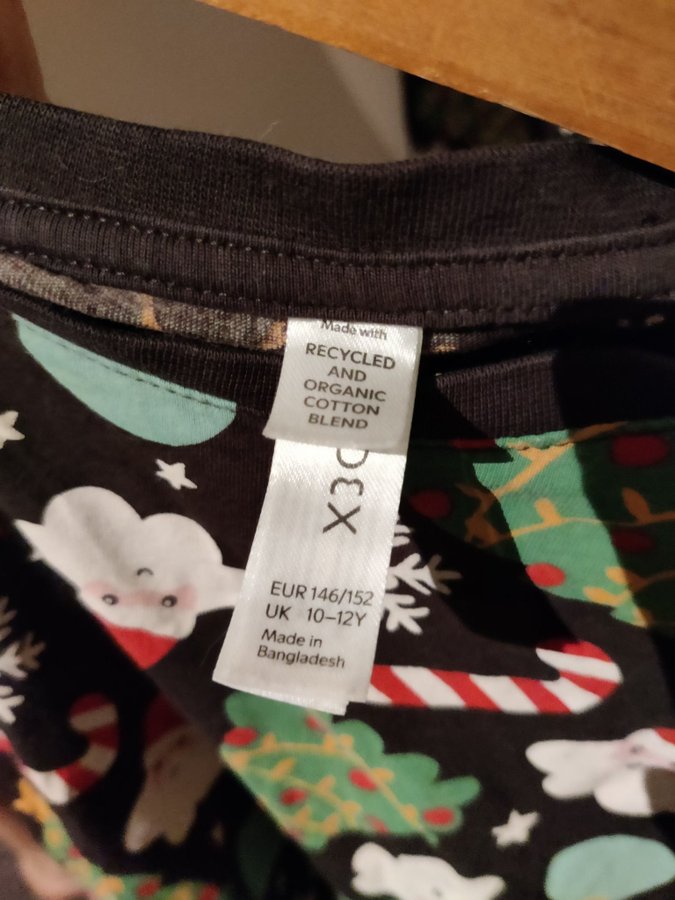 Made with
RECYCLED
AND
ORGANIC
COTTON
BLEND
EUR 146/152
UK 10–12Y
Made in
Bangladesh